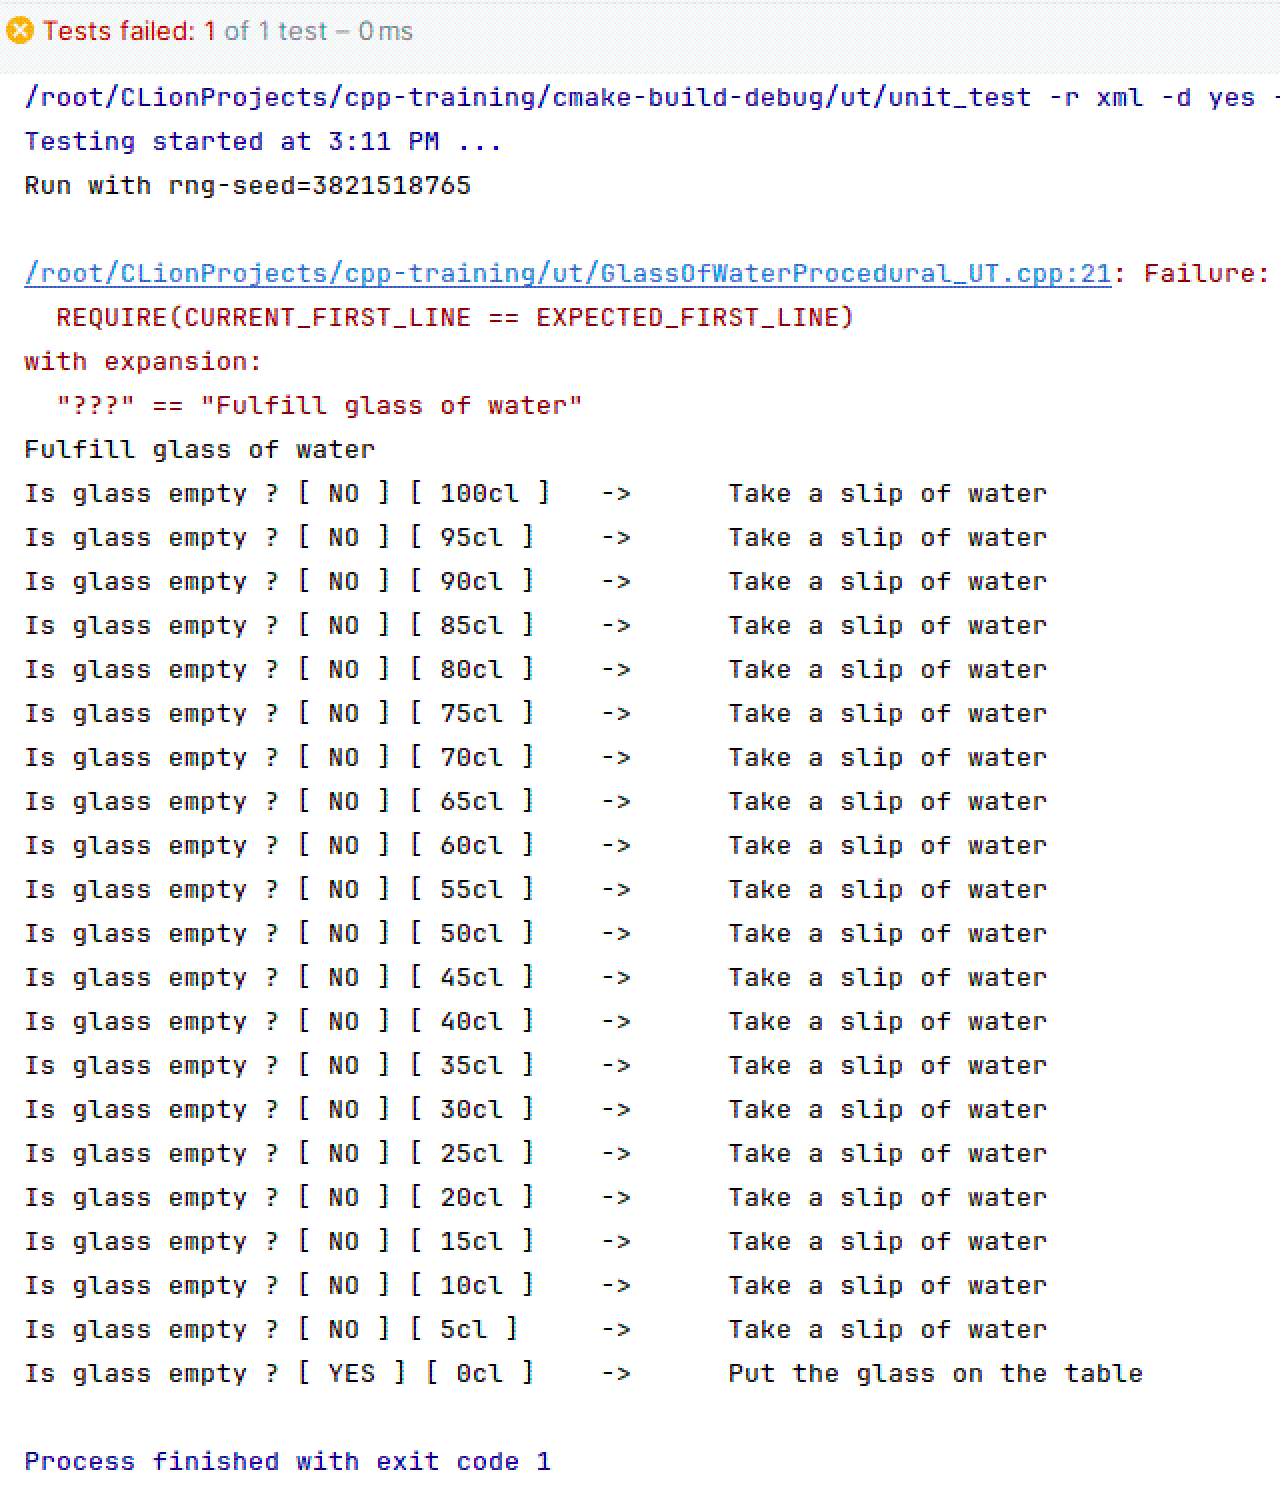 Tests failed: 1 of 1 test – 0 ms
/root/CLionProjects/cpp-training/cmake-build-debug/ut/unit_test -r xml -d yes -
Testing started at 3:11 PM ...
Run with rng-seed=3821518765
/root/CLionProjects/cpp-training/ut/GlassOfWaterProcedural_UT.cpp:21: Failure:
REQUIRE(CURRENT_FIRST_LINE == EXPECTED_FIRST_LINE)
with expansion:
"???" == "Fulfill glass of water"
Fulfill glass of water
Is glass empty ? [ NO ] [ 100cl ] -> Take a slip of water
Is glass empty ? [ NO ] [ 95cl ] -> Take a slip of water
Is glass empty ? [ NO ] [ 90cl ] -> Take a slip of water
Is glass empty ? [ NO ] [ 85cl ] -> Take a slip of water
Is glass empty ? [ NO ] [ 80cl ] -> Take a slip of water
Is glass empty ? [ NO ] [ 75cl ] -> Take a slip of water
Is glass empty ? [ NO ] [ 70cl ] -> Take a slip of water
Is glass empty ? [ NO ] [ 65cl ] -> Take a slip of water
Is glass empty ? [ NO ] [ 60cl ] -> Take a slip of water
Is glass empty ? [ NO ] [ 55cl ] -> Take a slip of water
Is glass empty ? [ NO ] [ 50cl ] -> Take a slip of water
Is glass empty ? [ NO ] [ 45cl ] -> Take a slip of water
Is glass empty ? [ NO ] [ 40cl ] -> Take a slip of water
Is glass empty ? [ NO ] [ 35cl ] -> Take a slip of water
Is glass empty ? [ NO ] [ 30cl ] -> Take a slip of water
Is glass empty ? [ NO ] [ 25cl ] -> Take a slip of water
Is glass empty ? [ NO ] [ 20cl ] -> Take a slip of water
Is glass empty ? [ NO ] [ 15cl ] -> Take a slip of water
Is glass empty ? [ NO ] [ 10cl ] -> Take a slip of water
Is glass empty ? [ NO ] [ 5cl ] -> Take a slip of water
Is glass empty ? [ YES ] [ 0cl ] -> Put the glass on the table
Process finished with exit code 1